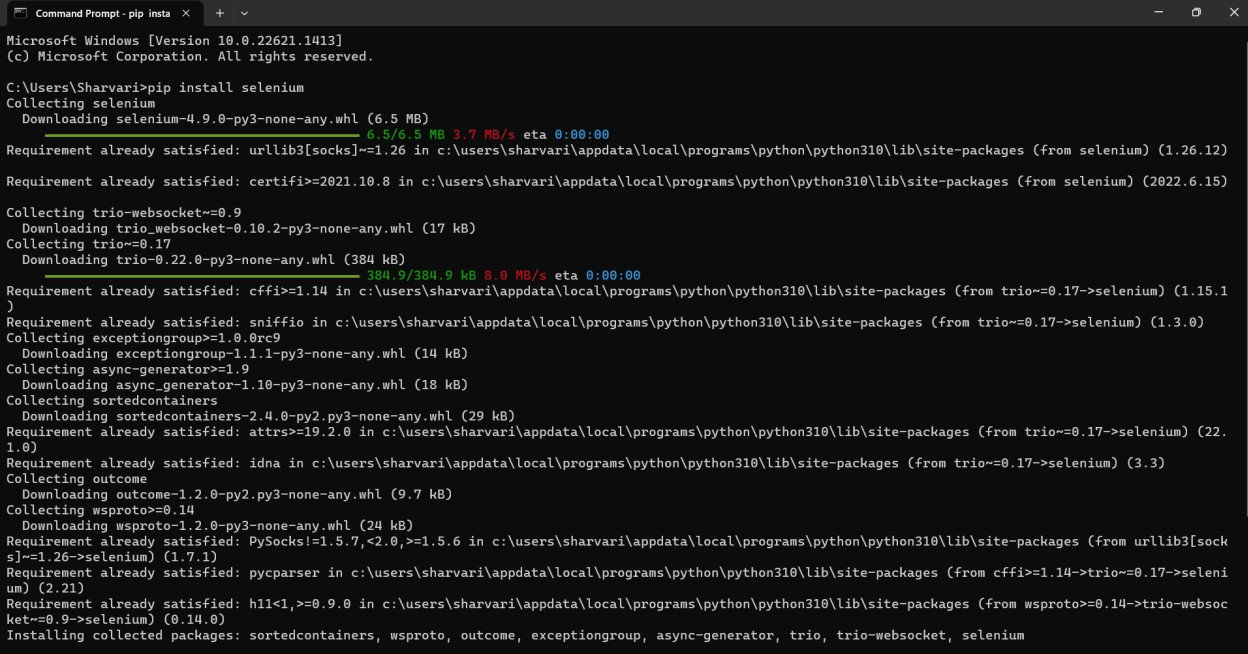 Command Prompt - pip insta
Microsoft Windows [Version 10.0.22621.1413]
(c) Microsoft Corporation. All rights reserved.
C:\Users\Sharvari>pip install selenium
Collecting selenium
Downloading selenium-4.9.0-py3-none-any.whl (6.5 MB)
6.5/6.5 MB 3.7 MB/s eta 0:00:00
Requirement already satisfied: urllib3[socks]~=1.26 in c:\users\sharvari\appdata\local\programs\python\python310\lib\site-packages (from selenium) (1.26.12)
Requirement already satisfied: certifi>=2021.10.8 in c:\users\sharvari\appdata\local\programs\python\python310\lib\site-packages (from selenium) (2022.6.15)
Collecting trio-websocket~=0.9
Downloading trio_websocket-0.10.2-py3-none-any.whl (17 kB)
Collecting trio~=0.17
Downloading trio-0.22.0-py3-none-any.whl (384 kB)
384.9/384.9 kB 8.0 MB/s eta 0:00:00
Requirement already satisfied: cffi>=1.14 in c:\users\sharvari\appdata\local\programs\python\python310\lib\site-packages (from trio~=0.17->selenium) (1.15.1
)
Requirement already satisfied: sniffio in c:\users\sharvari\appdata\local\programs\python\python310\lib\site-packages (from trio~=0.17->selenium) (1.3.0)
Collecting exceptiongroup>=1.0.0rc9
Downloading exceptiongroup-1.1.1-py3-none-any.whl (14 kB)
Collecting async-generator>=1.9
Downloading async_generator-1.10-py3-none-any.whl (18 kB)
Collecting sortedcontainers
Downloading sortedcontainers-2.4.0-py2.py3-none-any.whl (29 kB)
Requirement already satisfied: attrs>=19.2.0 in c:\users\sharvari\appdata\local\programs\python\python310\lib\site-packages (from trio~=0.17->selenium) (22.
1.0)
Requirement already satisfied: idna in c:\users\sharvari\appdata\local\programs\python\python310\lib\site-packages (from trio~=0.17->selenium) (3.3)
Collecting outcome
Downloading outcome-1.2.0-py2.py3-none-any.whl (9.7 kB)
Collecting wsproto>=0.14
Downloading wsproto-1.2.0-py3-none-any.whl (24 kB)
Requirement already satisfied: PySocks!=1.5.7,<2.0,>=1.5.6 in c:\users\sharvari\appdata\local\programs\python\python310\lib\site-packages (from urllib3[sock
s]~=1.26->selenium) (1.7.1)
Requirement already satisfied: pycparser in c:\users\sharvari\appdata\local\programs\python\python310\lib\site-packages (from cffi>=1.14->trio~=0.17->seleni
um) (2.21)
Requirement already satisfied: h11<1,>=0.9.0 in c:\users\sharvari\appdata\local\programs\python\python310\lib\site-packages (from wsproto>=0.14->trio-websoc
ket~=0.9->selenium) (0.14.0)
Installing collected packages: sortedcontainers, wsproto, outcome, exceptiongroup, async-generator, trio, trio-websocket, selenium